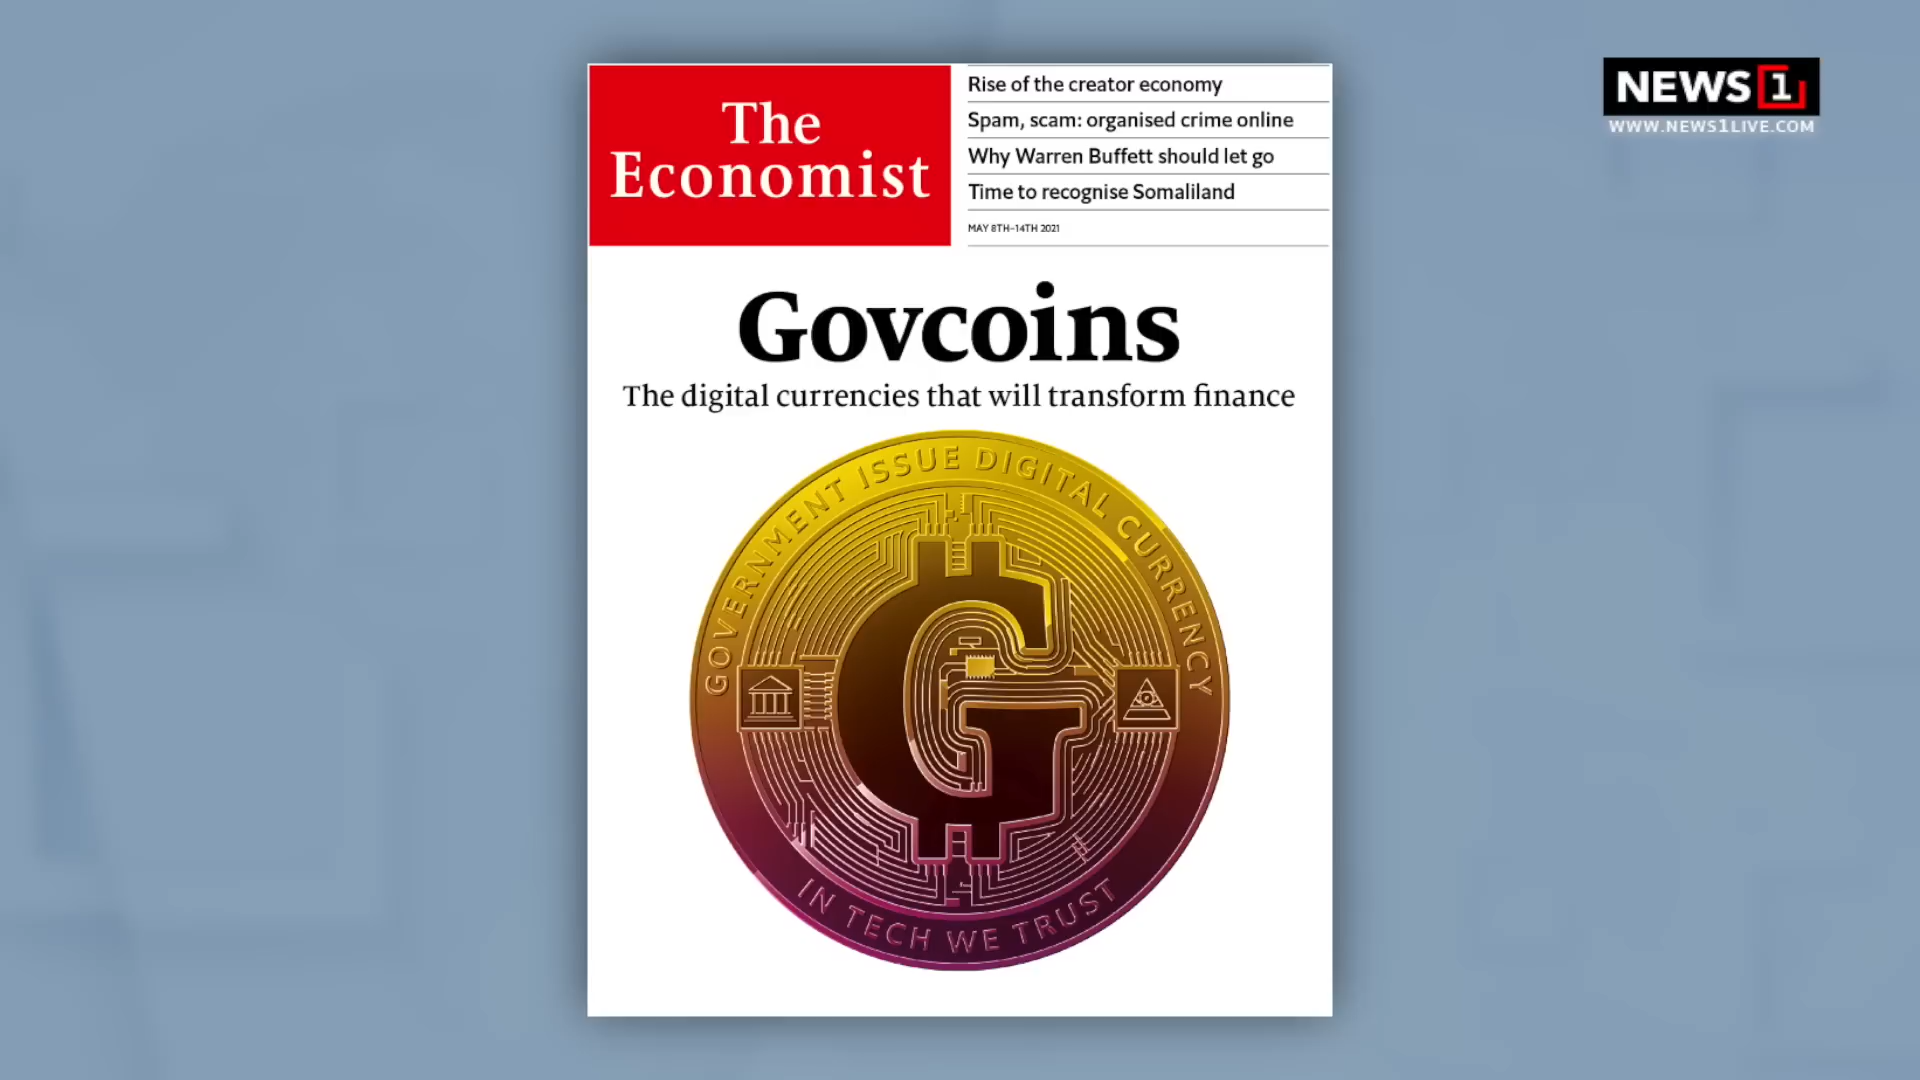 The
Economist
Rise of the creator economy
Spam, scam: organised crime online
Why Warren Buffett should let go
Time to recognise Somaliland
MAY 8TH–14TH 2021
NEWS 1
WWW.NEWS1LIVE.COM
Govcoins
The digital currencies that will transform finance
GOVERNMENT ISSUE DIGITAL CURRENCY
G
IN TECH WE TRUST